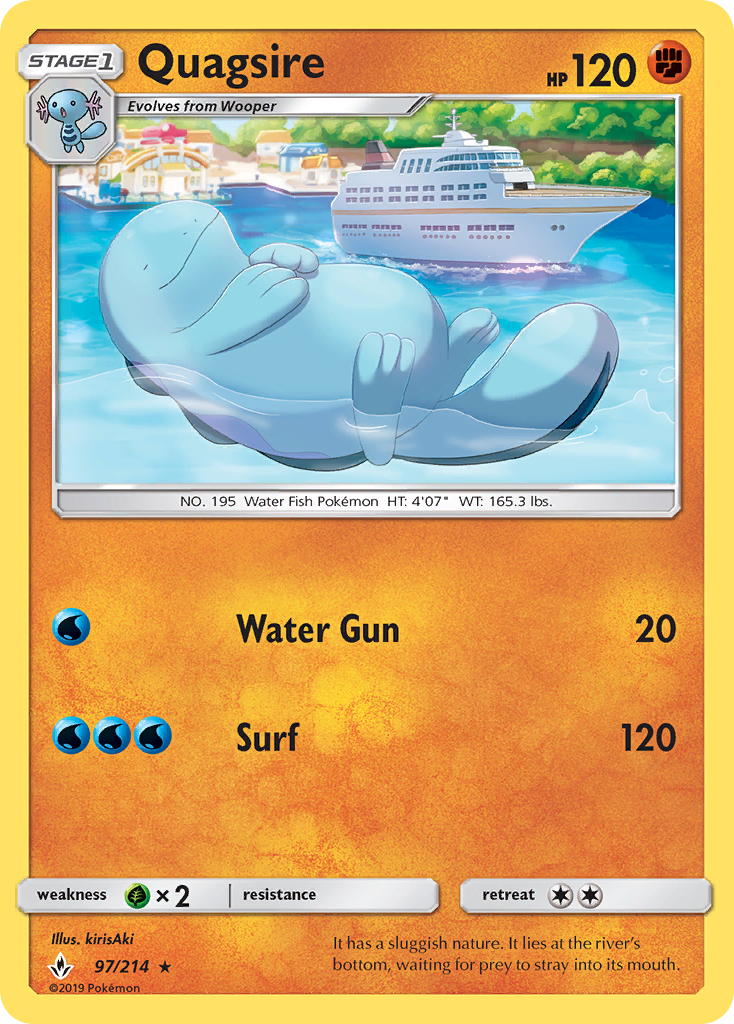 STAGE1
Quagsire
HP 120
Evolves from Wooper
NO. 195 Water Fish Pokémon HT: 4'07" WT: 165.3 lbs.
Water Gun 20
Surf 120
weakness ×2 resistance retreat
Illus. kirisAki
97/214 ★
©2019 Pokémon
It has a sluggish nature. It lies at the river's
bottom, waiting for prey to stray into its mouth.